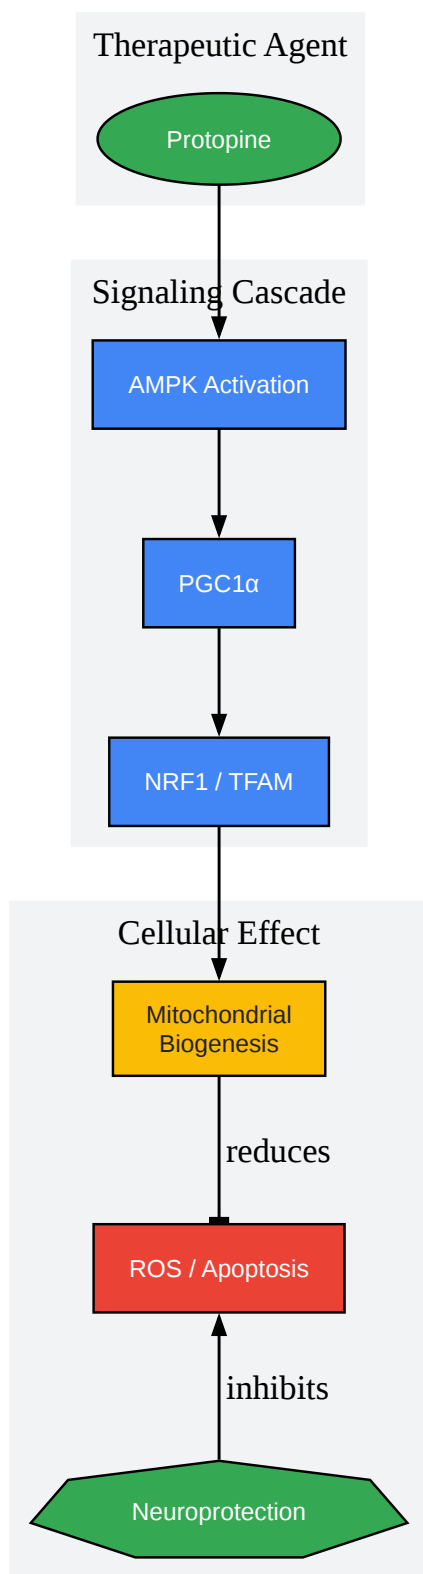 Therapeutic Agent
Protopine
Signaling Cascade
AMPK Activation
PGC1α
NRF1 / TFAM
Cellular Effect
Mitochondrial
Biogenesis
reduces
ROS / Apoptosis
inhibits
Neuroprotection